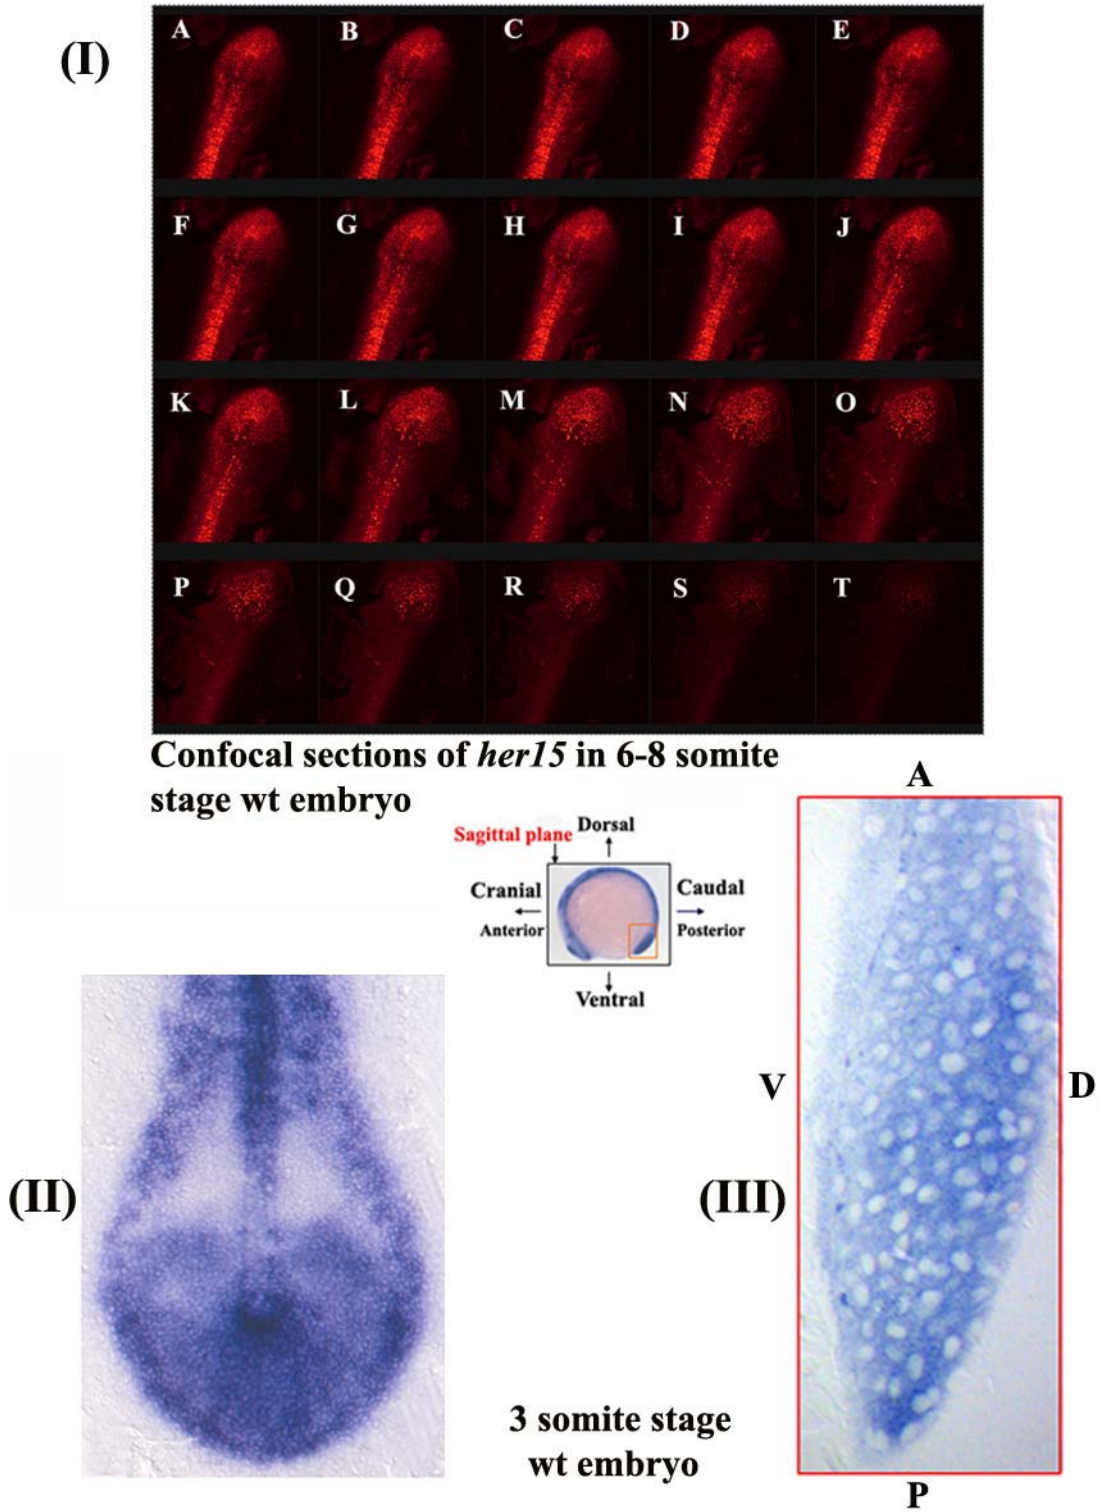 (I)
A B C D E
F G H I J
K L M N O
P Q R S T
Confocal sections of her15 in 6-8 somite
stage wt embryo
A
Sagittal plane Dorsal
Cranial Caudal
Anterior Posterior
Ventral
V D
(II) (III)
3 somite stage
wt embryo
P